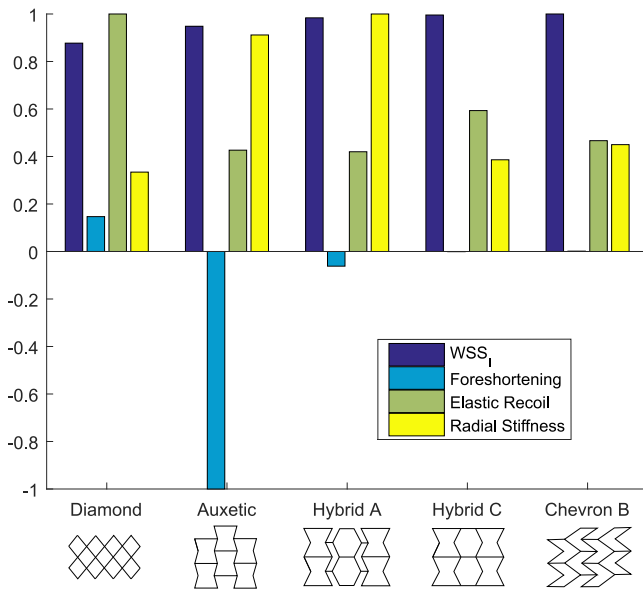 1
0.8
0.6
0.4
0.2
0
-0.2
-0.4
-0.6
-0.8
-1
WSS_I
Foreshortening
Elastic Recoil
Radial Stiffness
Diamond Auxetic Hybrid A Hybrid C Chevron B